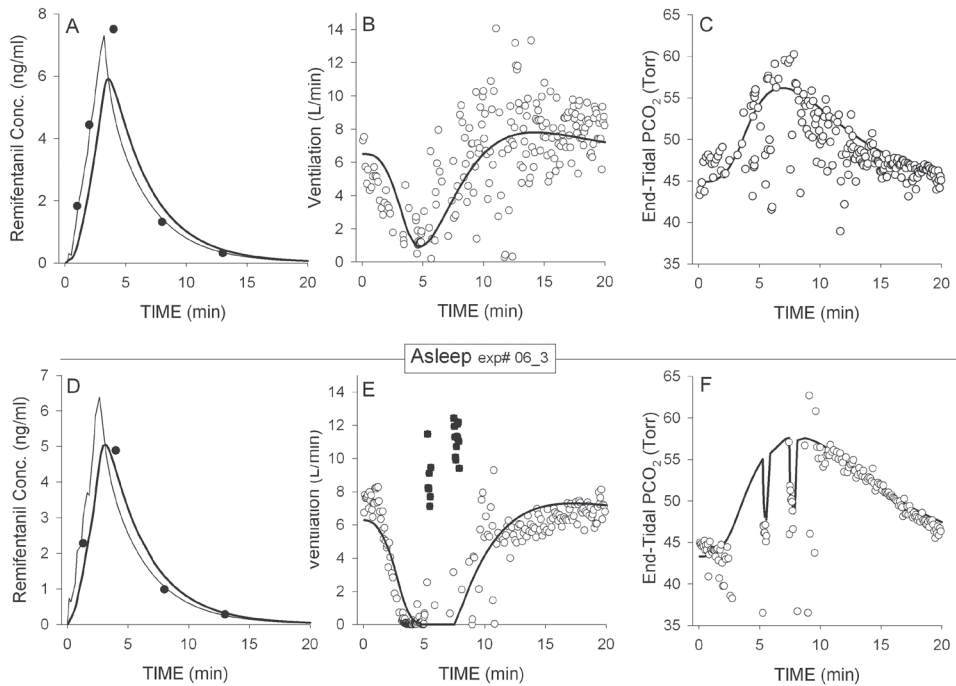 A
B
C
Remifentanil Conc. (ng/ml)
8
6
4
2
0
0 5 10 15 20
TIME (min)
Ventilation (L/min)
14
12
10
8
6
4
2
0
0 5 10 15 20
TIME (min)
End-Tidal PCO2 (Torr)
65
60
55
50
45
40
35
0 5 10 15 20
TIME (min)
Asleep exp# 06_3
D
E
F
Remifentanil Conc. (ng/ml)
7
6
5
4
3
2
1
0
0 5 10 15 20
TIME (min)
Ventilation (L/min)
14
12
10
8
6
4
2
0
0 5 10 15 20
TIME (min)
End-Tidal PCO2 (Torr)
65
60
55
50
45
40
35
0 5 10 15 20
TIME (min)